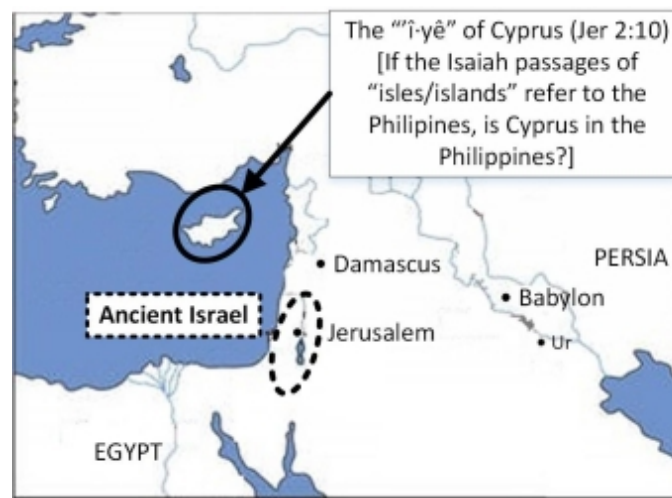 The “’î-yê” of Cyprus (Jer 2:10)
[If the Isaiah passages of
“isles/islands” refer to the
Philipines, is Cyprus in the
Philippines?]
Damascus
PERSIA
Babylon
Ancient Israel
Jerusalem
Ur
EGYPT